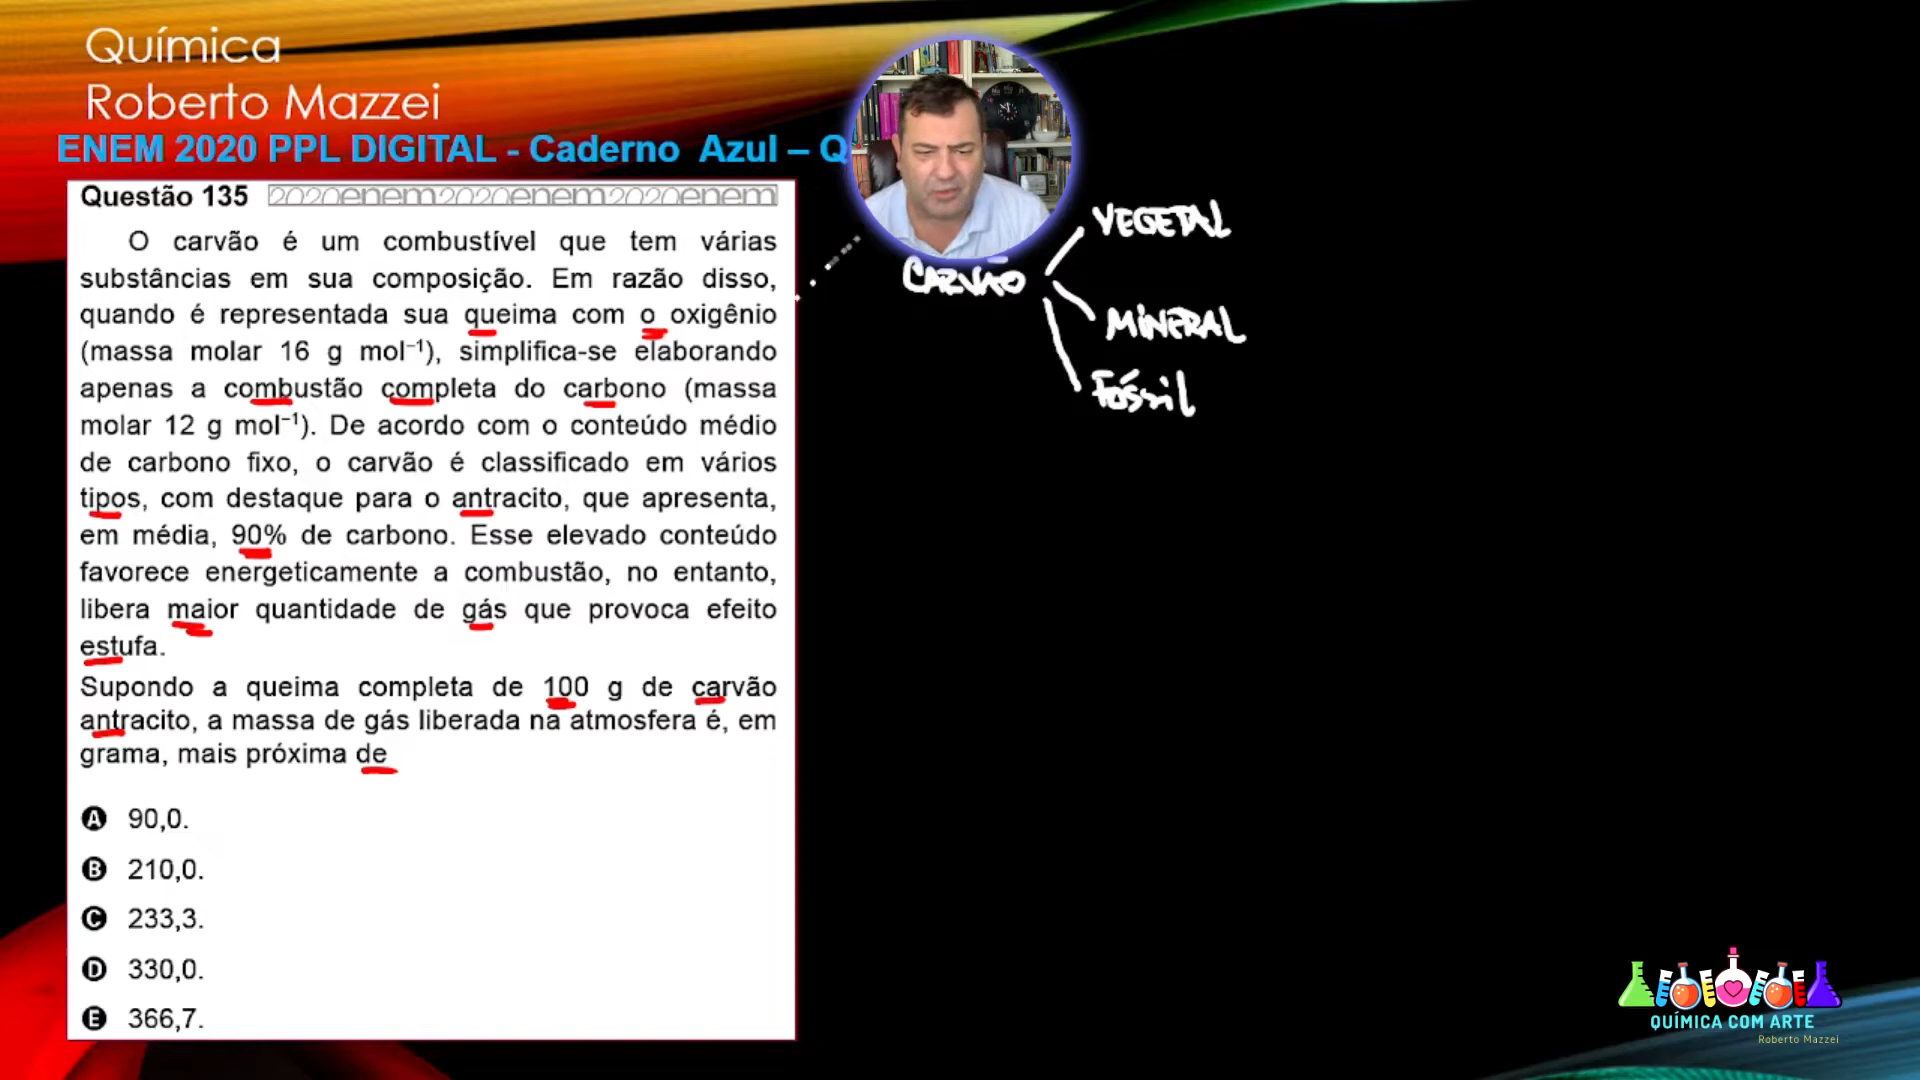 Química
Roberto Mazzei
ENEM 2020 PPL DIGITAL - Caderno Azul – Q
Questão 135 2020enem2020enem2020enem
O carvão é um combustível que tem várias
substâncias em sua composição. Em razão disso,
quando é representada sua queima com o oxigênio
(massa molar 16 g mol⁻¹), simplifica-se elaborando
apenas a combustão completa do carbono (massa
molar 12 g mol⁻¹). De acordo com o conteúdo médio
de carbono fixo, o carvão é classificado em vários
tipos, com destaque para o antracito, que apresenta,
em média, 90% de carbono. Esse elevado conteúdo
favorece energeticamente a combustão, no entanto,
libera maior quantidade de gás que provoca efeito
estufa.
Supondo a queima completa de 100 g de carvão
antracito, a massa de gás liberada na atmosfera é, em
grama, mais próxima de
A 90,0.
B 210,0.
C 233,3.
D 330,0.
E 366,7.
CARVÃO
VEGETAL
MINERAL
FÓSSIL
QUÍMICA COM ARTE
Roberto Mazzei